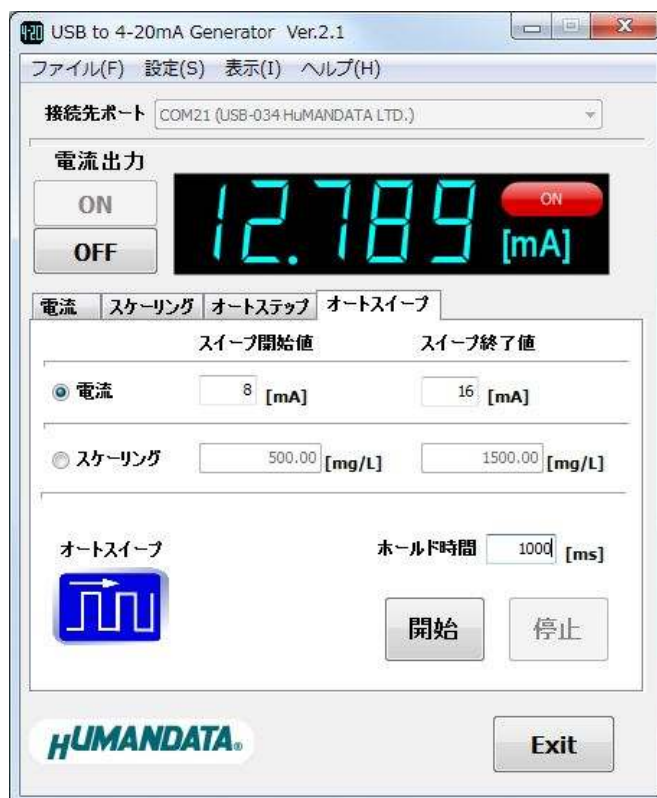 4-20 USB to 4-20mA Generator Ver.2.1
ファイル(F) 設定(S) 表示(I) ヘルプ(H)
接続先ポート COM21 (USB-034 HuMANDATA LTD.)
電流出力
ON
OFF
12.789
ON
[mA]
電流 スケーリング オートステップ オートスイープ
スイープ開始値 スイープ終了値
電流 8 [mA] 16 [mA]
スケーリング 500.00 [mg/L] 1500.00 [mg/L]
オートスイープ ホールド時間 1000 [ms]
開始 停止
HUMANDATA®
Exit